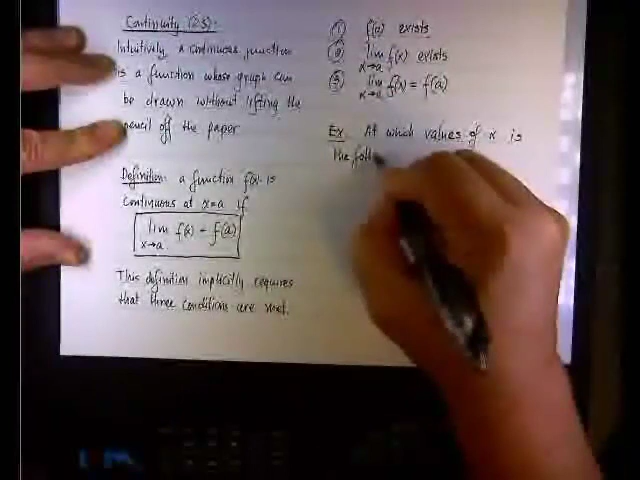 Continuity (2.5):
Intuitively, a continuous function
is a function whose graph can
be drawn without lifting the
pencil off the paper
Definition: a function f(x) is
continuous at x=a if
lim f(x) = f(a)
x→a
This definition implicitly requires
that three conditions are met.
① f(a) exists
② lim f(x) exists
x→a
③ lim f(x) = f(a)
x→a
Ex. At which values of x is
the foll